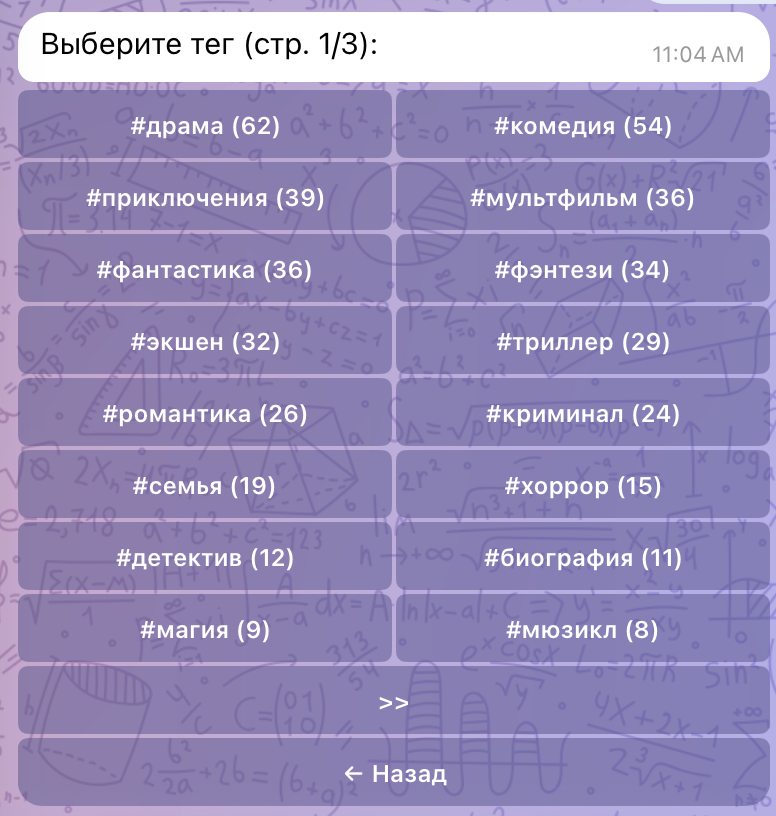 Выберите тег (стр. 1/3):
11:04 AM
#драма (62)
#комедия (54)
#приключения (39)
#мультфильм (36)
#фантастика (36)
#фэнтези (34)
#экшен (32)
#триллер (29)
#романтика (26)
#криминал (24)
#семья (19)
#хоррор (15)
#детектив (12)
#биография (11)
#магия (9)
#мюзикл (8)
>>
← Назад